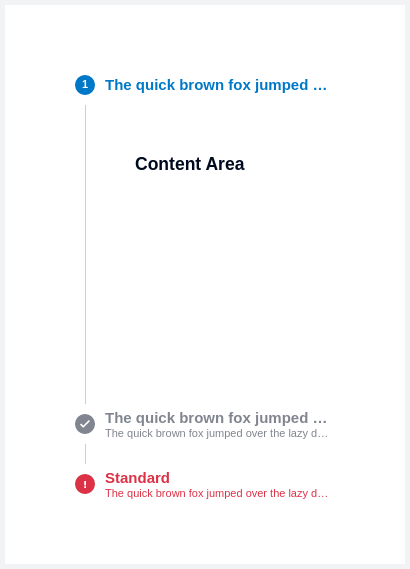 1 The quick brown fox jumped …
Content Area
The quick brown fox jumped …
The quick brown fox jumped over the lazy d…
Standard
The quick brown fox jumped over the lazy d…